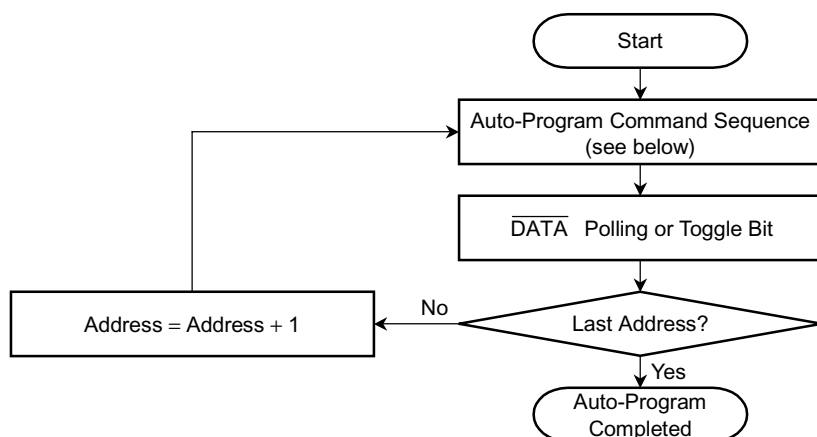 Start
Auto-Program Command Sequence
(see below)
DATA Polling or Toggle Bit
Last Address?
No
Address = Address + 1
Yes
Auto-Program
Completed